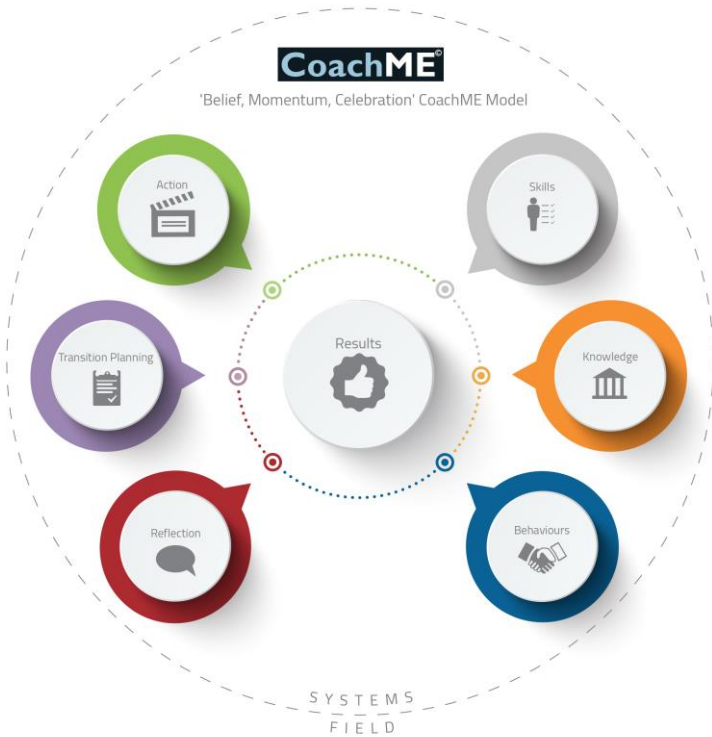 CoachME©
'Belief, Momentum, Celebration' CoachME Model
Action
Skills
Transition Planning
Results
Knowledge
Reflection
Behaviours
SYSTEMS
FIELD